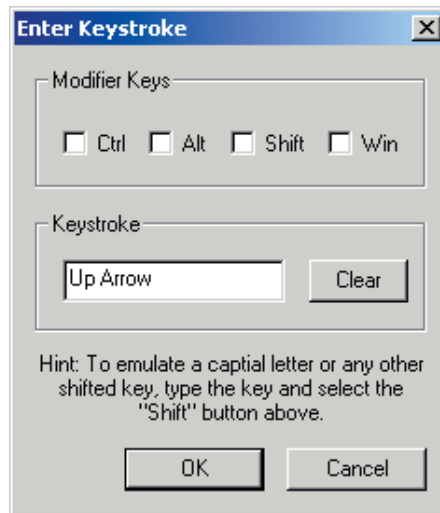 Enter Keystroke
Modifier Keys
Ctrl Alt Shift Win
Keystroke
Up Arrow Clear
Hint: To emulate a captial letter or any other
shifted key, type the key and select the
"Shift" button above.
OK Cancel